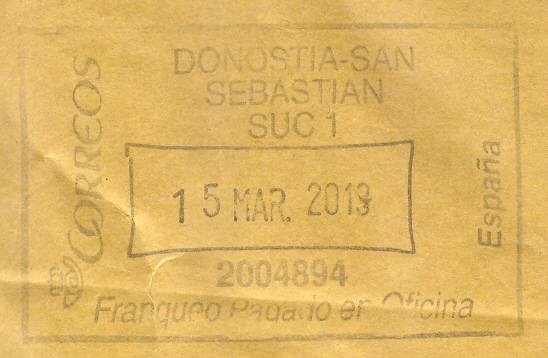 DONOSTIA-SAN
SEBASTIAN
SUC 1
CORREOS
15 MAR. 2013
España
2004894
Franqueo Pagado en Oficina